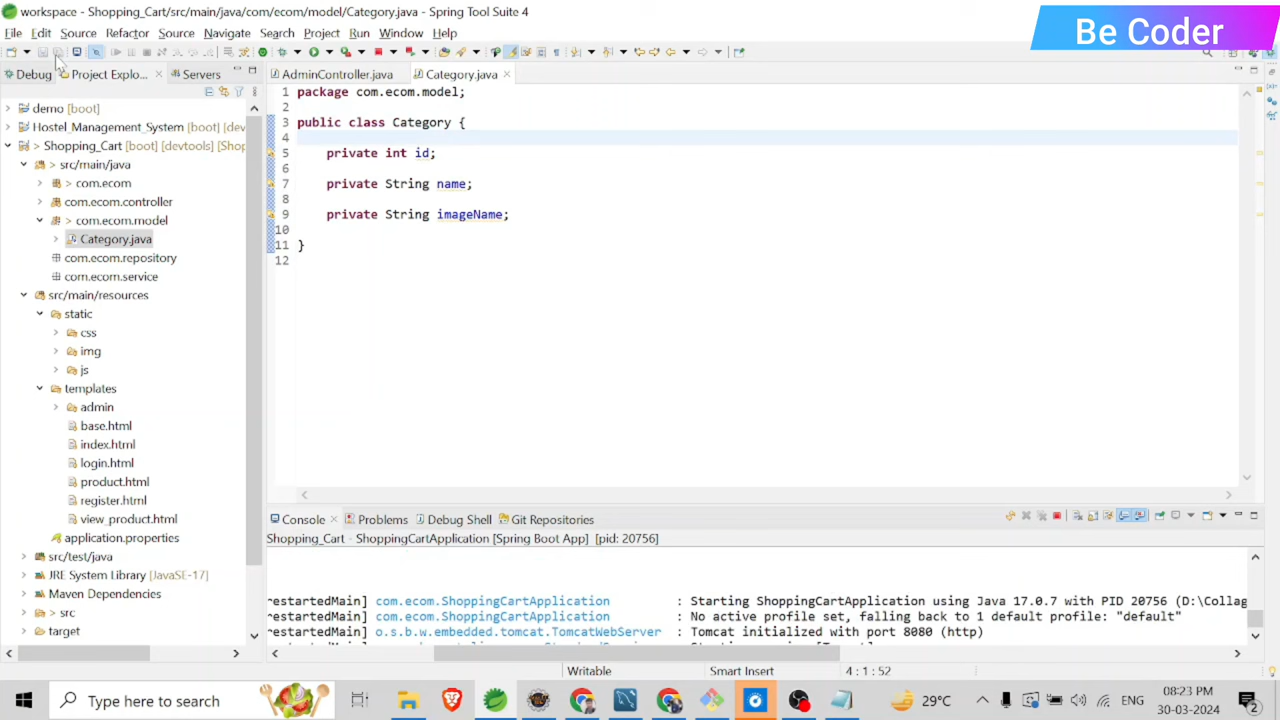 workspace - Shopping_Cart/src/main/java/com/ecom/model/Category.java - Spring Tool Suite 4
Be Coder
File Edit Source Refactor Source Navigate Search Project Run Window Help
Debug Project Explo... Servers
AdminController.java Category.java
demo [boot]
Hostel_Management_System [boot] [dev
> Shopping_Cart [boot] [devtools] [Shop
> src/main/java
> com.ecom
com.ecom.controller
> com.ecom.model
Category.java
com.ecom.repository
com.ecom.service
src/main/resources
static
css
img
js
templates
admin
base.html
index.html
login.html
product.html
register.html
view_product.html
application.properties
src/test/java
JRE System Library [JavaSE-17]
Maven Dependencies
> src
target
1 package com.ecom.model;
2
3 public class Category {
4
5 private int id;
6
7 private String name;
8
9 private String imageName;
10
11 }
12
Console Problems Debug Shell Git Repositories
Shopping_Cart - ShoppingCartApplication [Spring Boot App] [pid: 20756]
restartedMain] com.ecom.ShoppingCartApplication : Starting ShoppingCartApplication using Java 17.0.7 with PID 20756 (D:\Collag
restartedMain] com.ecom.ShoppingCartApplication : No active profile set, falling back to 1 default profile: "default"
restartedMain] o.s.b.w.embedded.tomcat.TomcatWebServer : Tomcat initialized with port 8080 (http)
Writable Smart Insert 4 : 1 : 52
Type here to search
29°C
ENG
08:23 PM
30-03-2024
2